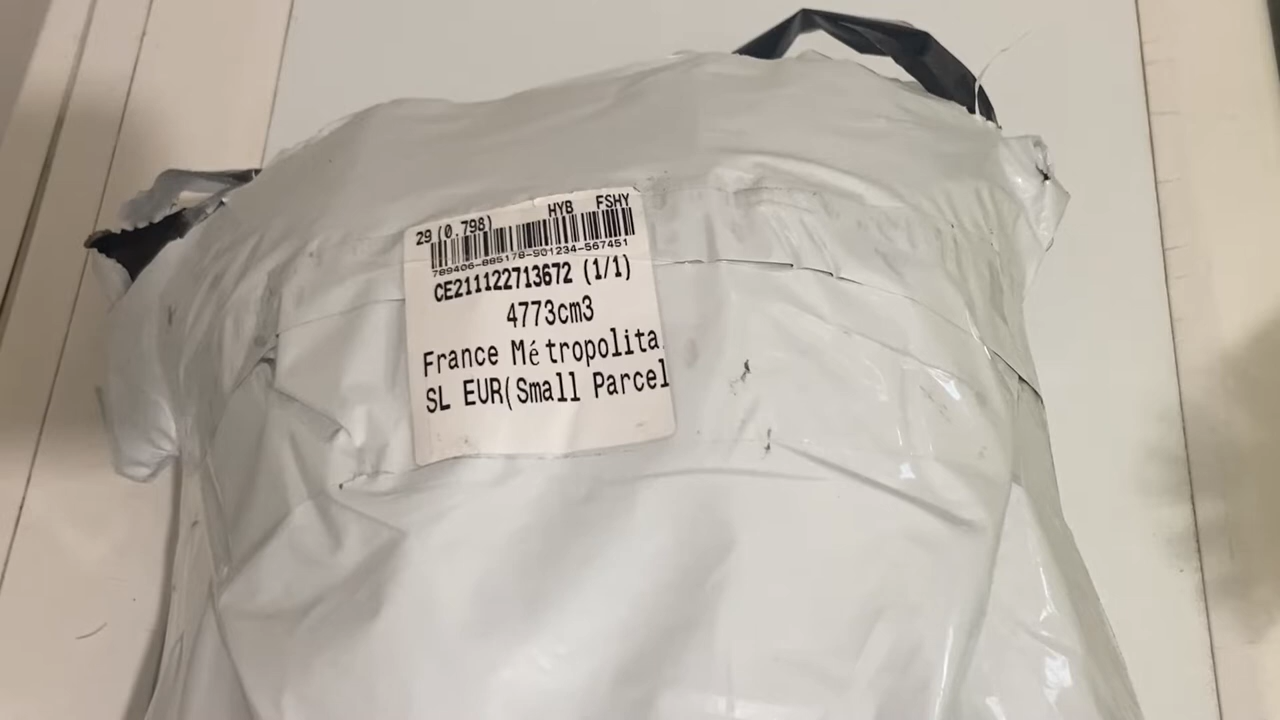 29(0.798) HYB FSHY
789406-885178-901234-567451
CE211122713672 (1/1)
4773cm3
France Métropolita
SL EUR(Small Parcel